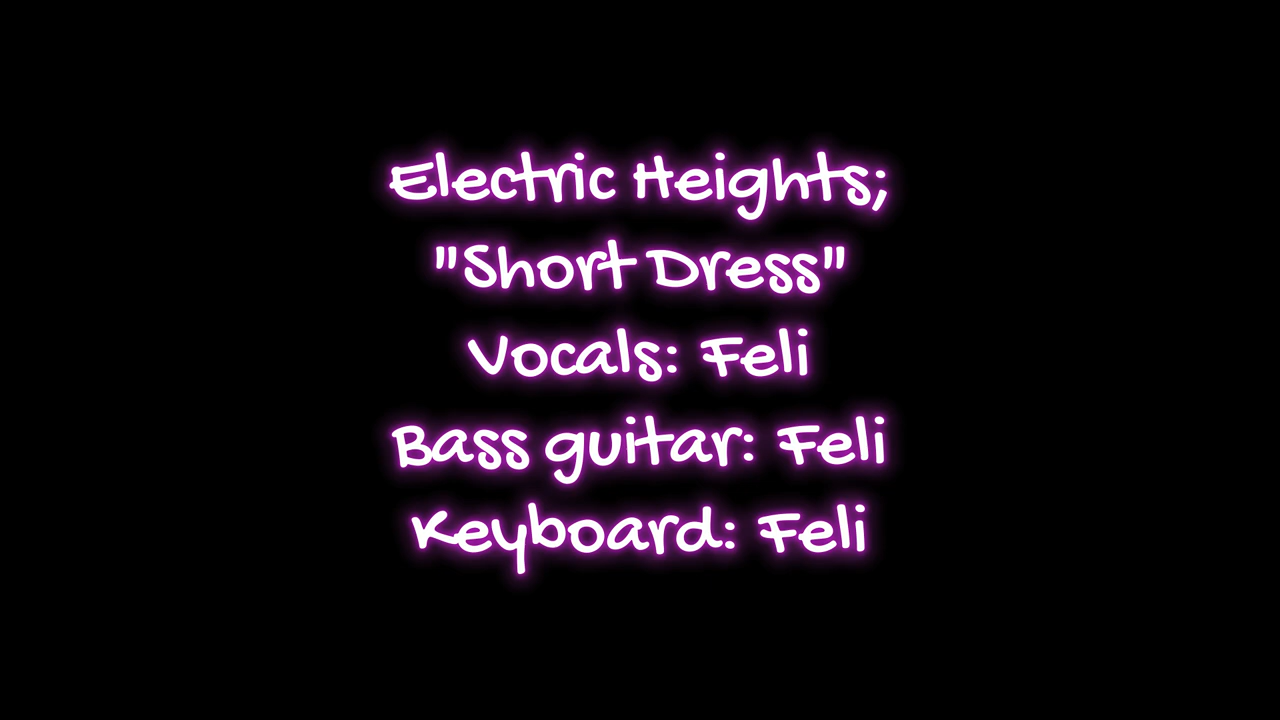 Electric Heights;
"Short Dress"
Vocals: Feli
Bass guitar: Feli
Keyboard: Feli